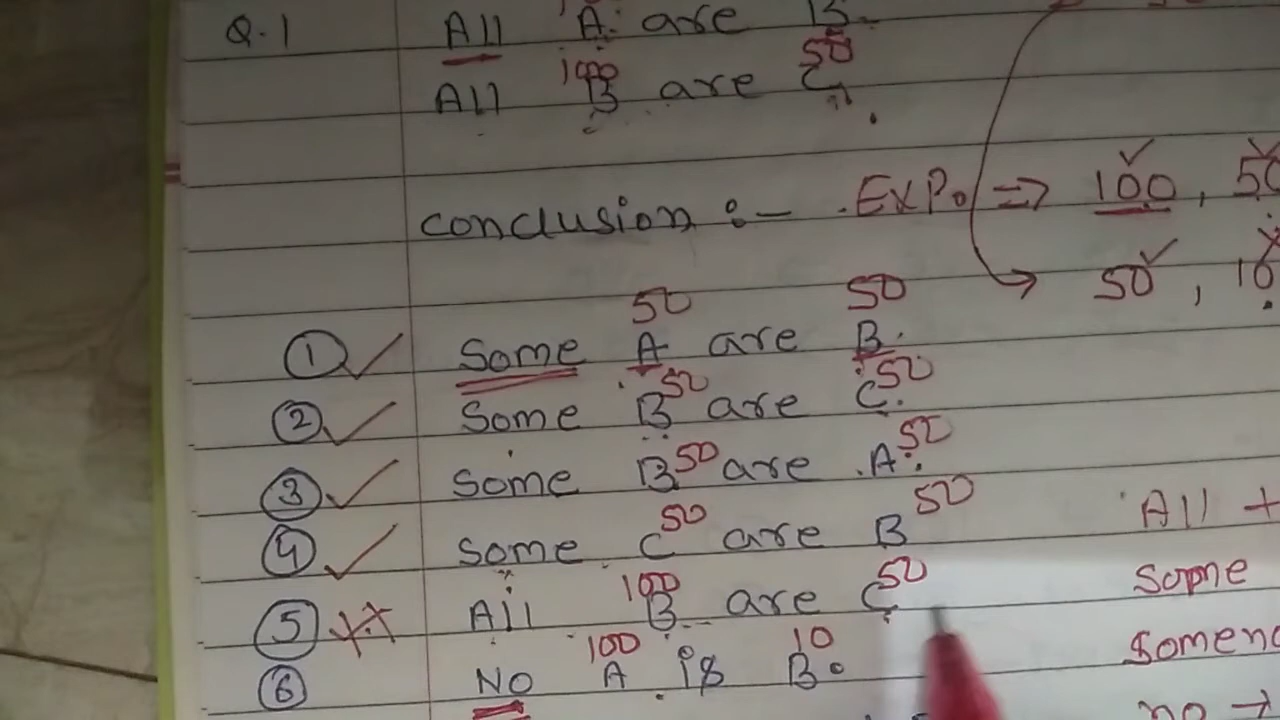 Q.1 All A are B.
50
100
All B are C
conclusion :- Exp. => 100, 50
50, 10
50 50
① ✓ Some A are B.
50 50
② ✓ Some B are C.
③ ✓ Some B50 are A.50
50 50
④ ✓ Some C are B All +
100 50
⑤ All B are C Some
100 10
⑥ No A is B.
no →